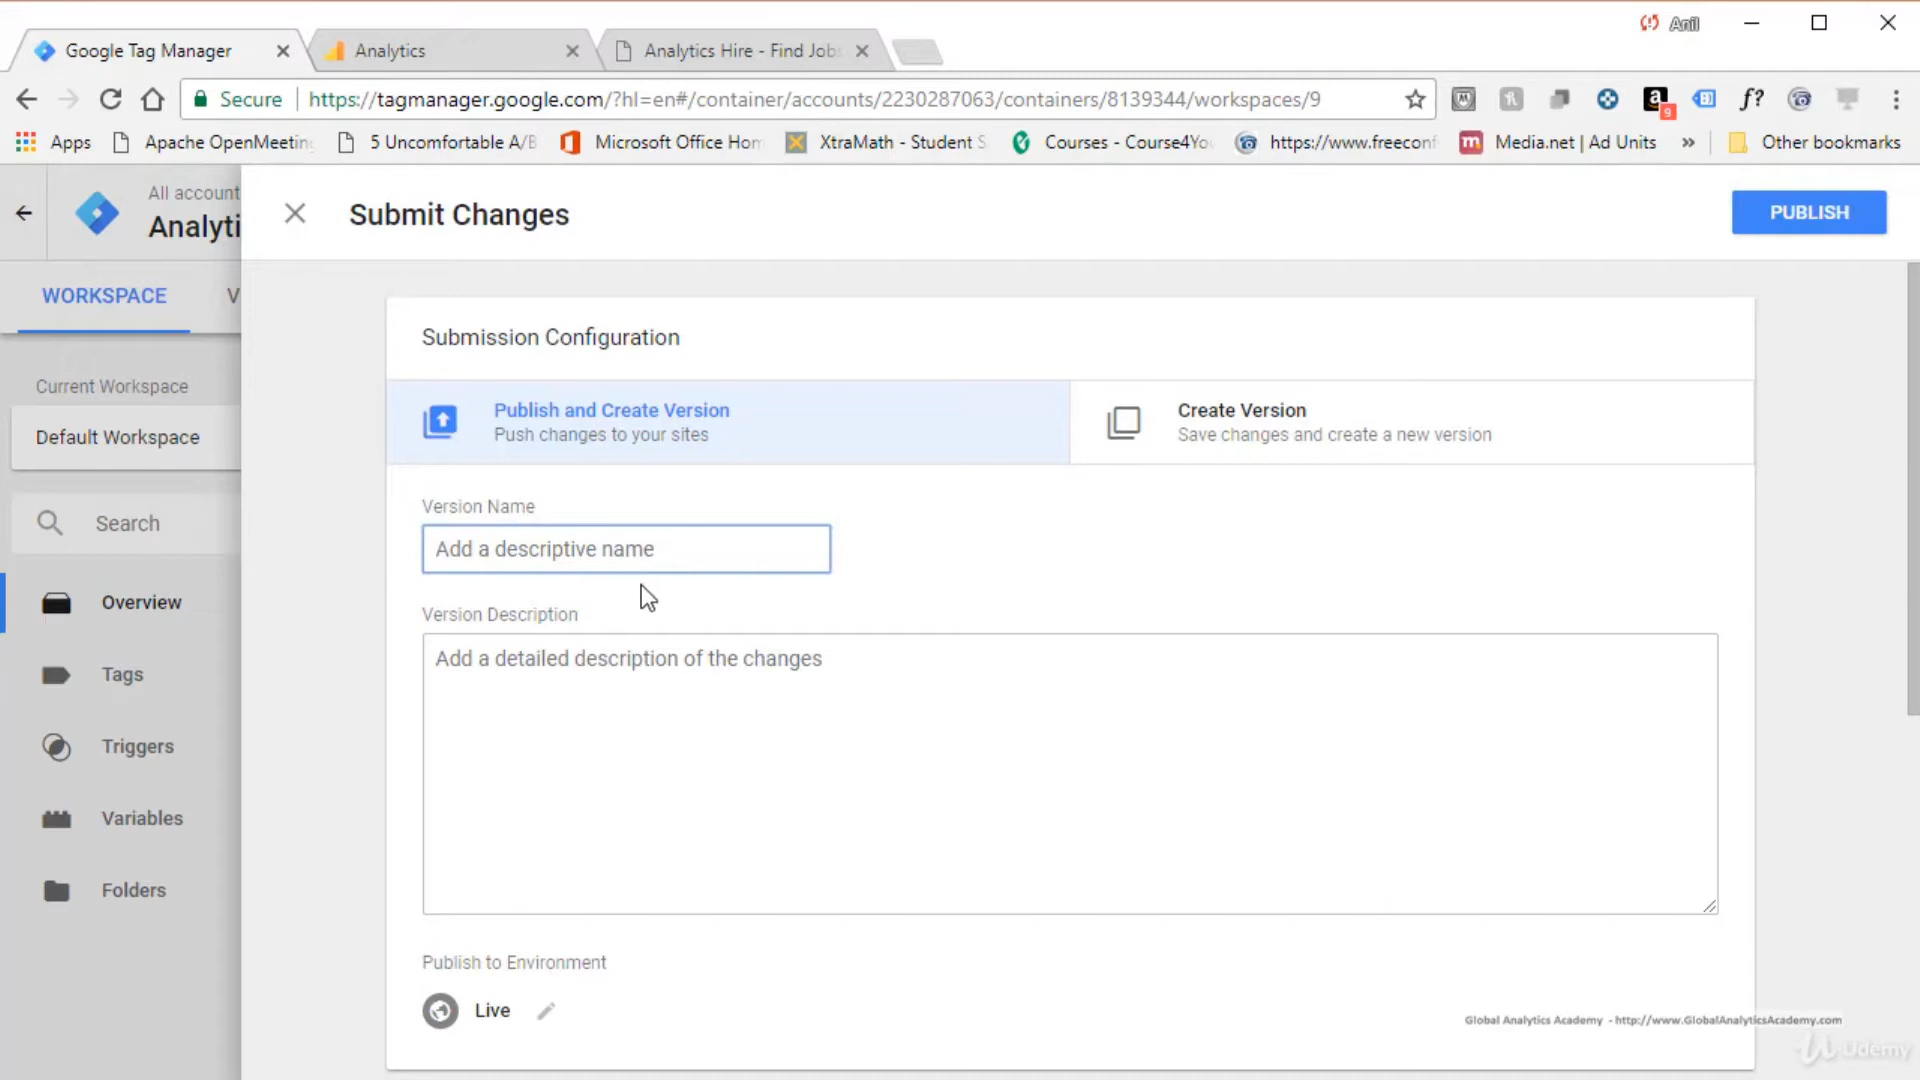 Anil
Google Tag Manager
Analytics
Analytics Hire - Find Jobs
Secure
https://tagmanager.google.com/?hl=en#/container/accounts/2230287063/containers/8139344/workspaces/9
9
f?
Apps
Apache OpenMeeting
5 Uncomfortable A/B
Microsoft Office Hom
XtraMath - Student S
Courses - Course4Yo
https://www.freeconf
Media.net | Ad Units
»
Other bookmarks
All account
Analyti
Submit Changes
PUBLISH
WORKSPACE
V
Submission Configuration
Current Workspace
Default Workspace
Publish and Create Version
Push changes to your sites
Create Version
Save changes and create a new version
Search
Version Name
Add a descriptive name
Overview
Version Description
Add a detailed description of the changes
Tags
Triggers
Variables
Folders
Publish to Environment
Live
Global Analytics Academy - http://www.GlobalAnalyticsAcademy.com
Udemy